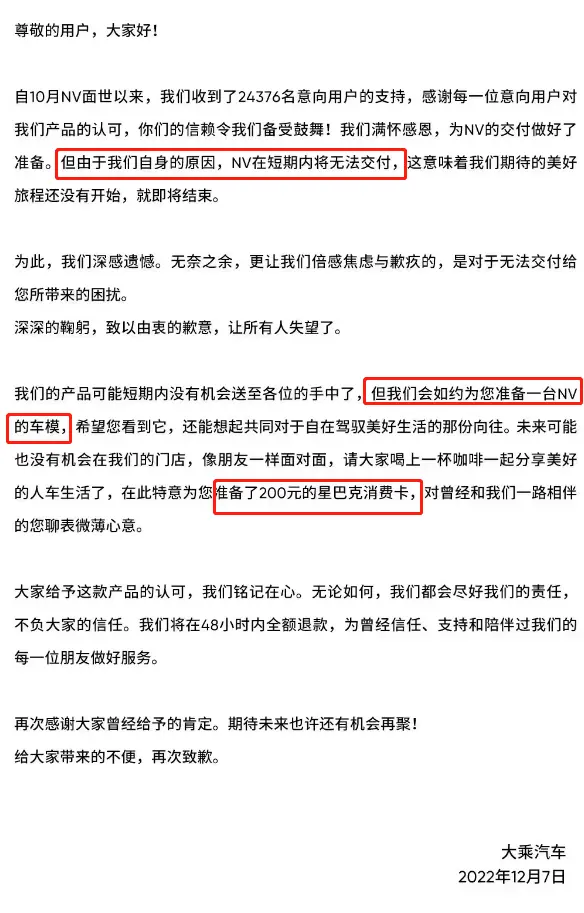 尊敬的用户，大家好！
自10月NV面世以来，我们收到了24376名意向用户的支持，感谢每一位意向用户对
我们产品的认可，你们的信赖令我们备受鼓舞！我们满怀感恩，为NV的交付做好了
准备。但由于我们自身的原因，NV在短期内将无法交付，这意味着我们期待的美好
旅程还没有开始，就即将结束。
为此，我们深感遗憾。无奈之余，更让我们倍感焦虑与歉疚的，是对于无法交付给
您所带来的困扰。
深深的鞠躬，致以由衷的歉意，让所有人失望了。
我们的产品可能短期内没有机会送至各位的手中了，但我们会如约为您准备一台NV
的车模，希望您看到它，还能想起共同对于自在驾驭美好生活的那份向往。未来可能
也没有机会在我们的门店，像朋友一样面对面，请大家喝上一杯咖啡一起分享美好
的人车生活了，在此特意为您准备了200元的星巴克消费卡，对曾经和我们一路相伴
的您聊表微薄心意。
大家给予这款产品的认可，我们铭记在心。无论如何，我们都会尽好我们的责任，
不负大家的信任。我们将在48小时内全额退款，为曾经信任、支持和陪伴过我们的
每一位朋友做好服务。
再次感谢大家曾经给予的肯定。期待未来也许还有机会再聚！
给大家带来的不便，再次致歉。
大乘汽车
2022年12月7日